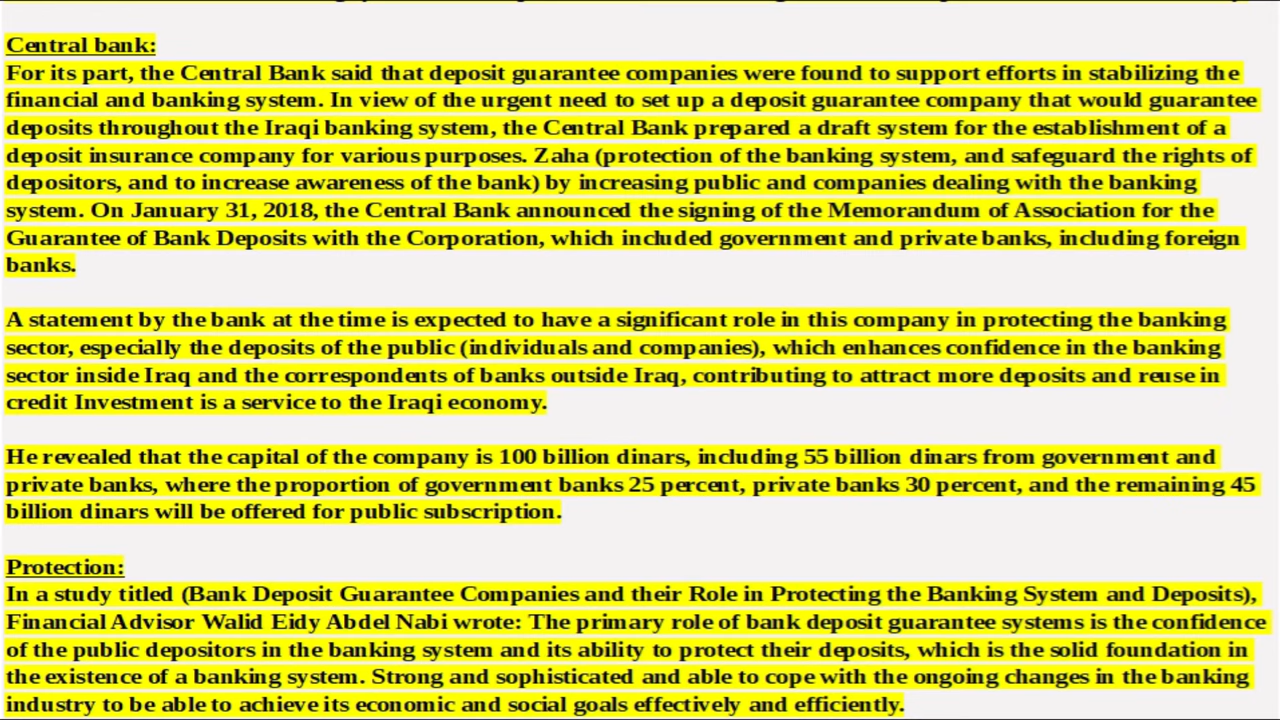 Central bank:
For its part, the Central Bank said that deposit guarantee companies were found to support efforts in stabilizing the
financial and banking system. In view of the urgent need to set up a deposit guarantee company that would guarantee
deposits throughout the Iraqi banking system, the Central Bank prepared a draft system for the establishment of a
deposit insurance company for various purposes. Zaha (protection of the banking system, and safeguard the rights of
depositors, and to increase awareness of the bank) by increasing public and companies dealing with the banking
system. On January 31, 2018, the Central Bank announced the signing of the Memorandum of Association for the
Guarantee of Bank Deposits with the Corporation, which included government and private banks, including foreign
banks.
A statement by the bank at the time is expected to have a significant role in this company in protecting the banking
sector, especially the deposits of the public (individuals and companies), which enhances confidence in the banking
sector inside Iraq and the correspondents of banks outside Iraq, contributing to attract more deposits and reuse in
credit Investment is a service to the Iraqi economy.
He revealed that the capital of the company is 100 billion dinars, including 55 billion dinars from government and
private banks, where the proportion of government banks 25 percent, private banks 30 percent, and the remaining 45
billion dinars will be offered for public subscription.
Protection:
In a study titled (Bank Deposit Guarantee Companies and their Role in Protecting the Banking System and Deposits),
Financial Advisor Walid Eidy Abdel Nabi wrote: The primary role of bank deposit guarantee systems is the confidence
of the public depositors in the banking system and its ability to protect their deposits, which is the solid foundation in
the existence of a banking system. Strong and sophisticated and able to cope with the ongoing changes in the banking
industry to be able to achieve its economic and social goals effectively and efficiently.